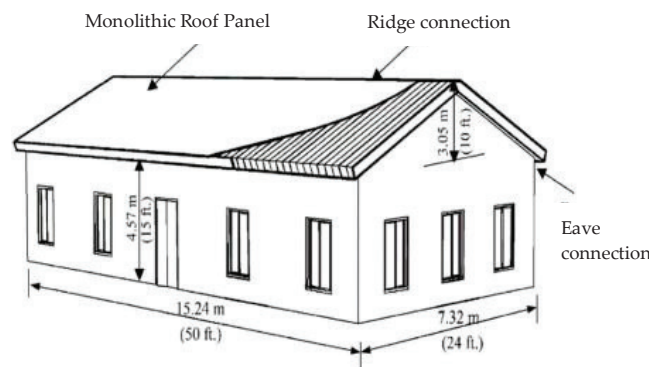 Monolithic Roof Panel
Ridge connection
3.05 m
(10 ft.)
4.57 m
(15 ft.)
Eave
connection
15.24 m
(50 ft.)
7.32 m
(24 ft.)